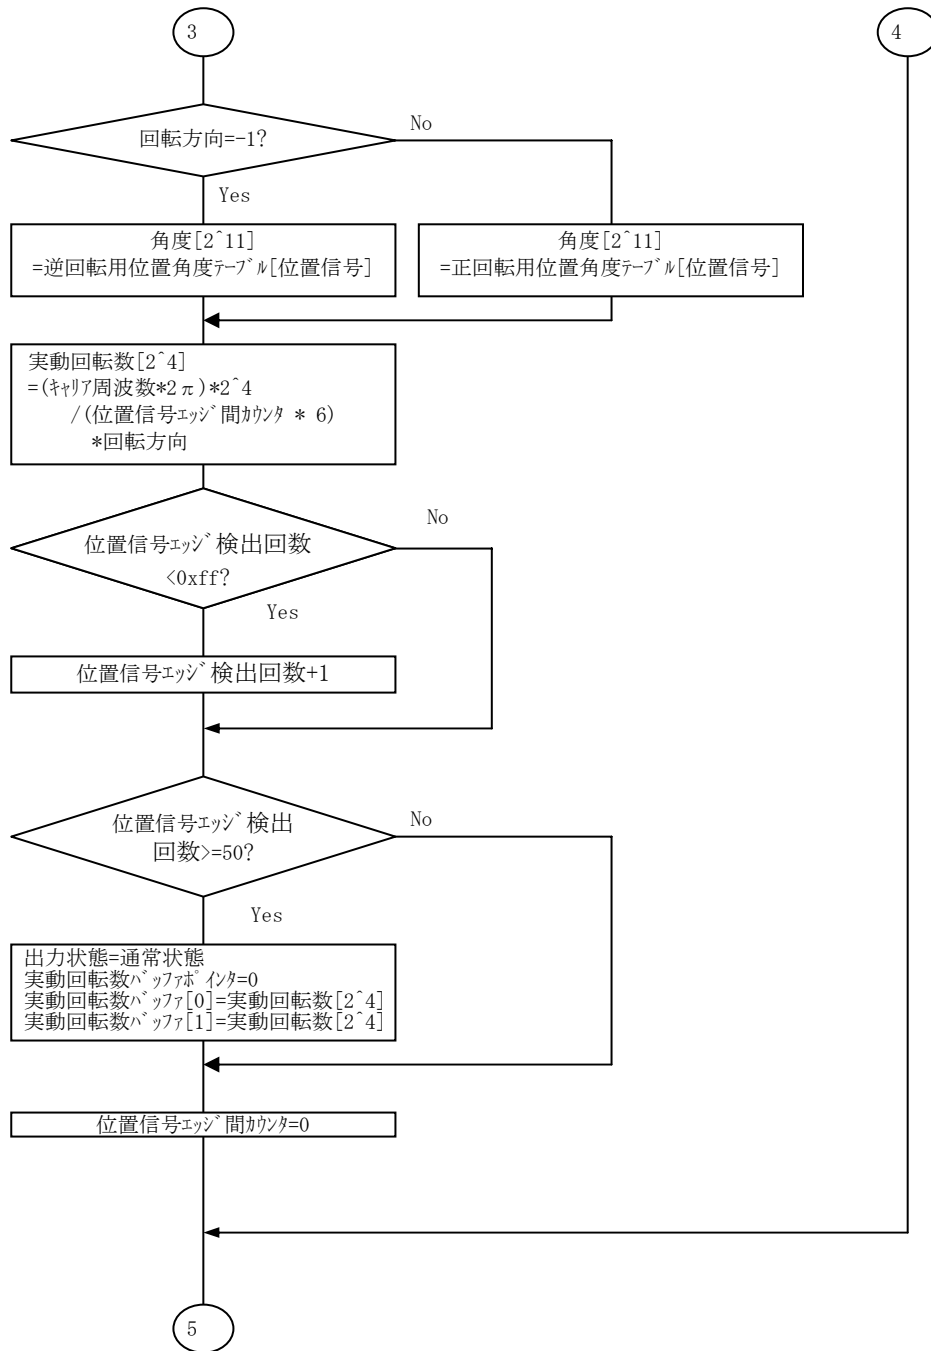 3
4
回転方向=-1?
No
Yes
角度[2^11]
=逆回転用位置角度ﾃｰﾌﾞﾙ[位置信号]
角度[2^11]
=正回転用位置角度ﾃｰﾌﾞﾙ[位置信号]
実動回転数[2^4]
=(ｷｬﾘｱ周波数*2π)*2^4
/(位置信号ｴｯｼﾞ間ｶｳﾝﾀ * 6)
*回転方向
No
位置信号ｴｯｼﾞ検出回数
<0xff?
Yes
位置信号ｴｯｼﾞ検出回数+1
位置信号ｴｯｼﾞ検出
回数>=50?
No
Yes
出力状態=通常状態
実動回転数ﾊﾞｯﾌｧﾎﾟｲﾝﾀ=0
実動回転数ﾊﾞｯﾌｧ[0]=実動回転数[2^4]
実動回転数ﾊﾞｯﾌｧ[1]=実動回転数[2^4]
位置信号ｴｯｼﾞ間ｶｳﾝﾀ=0
5